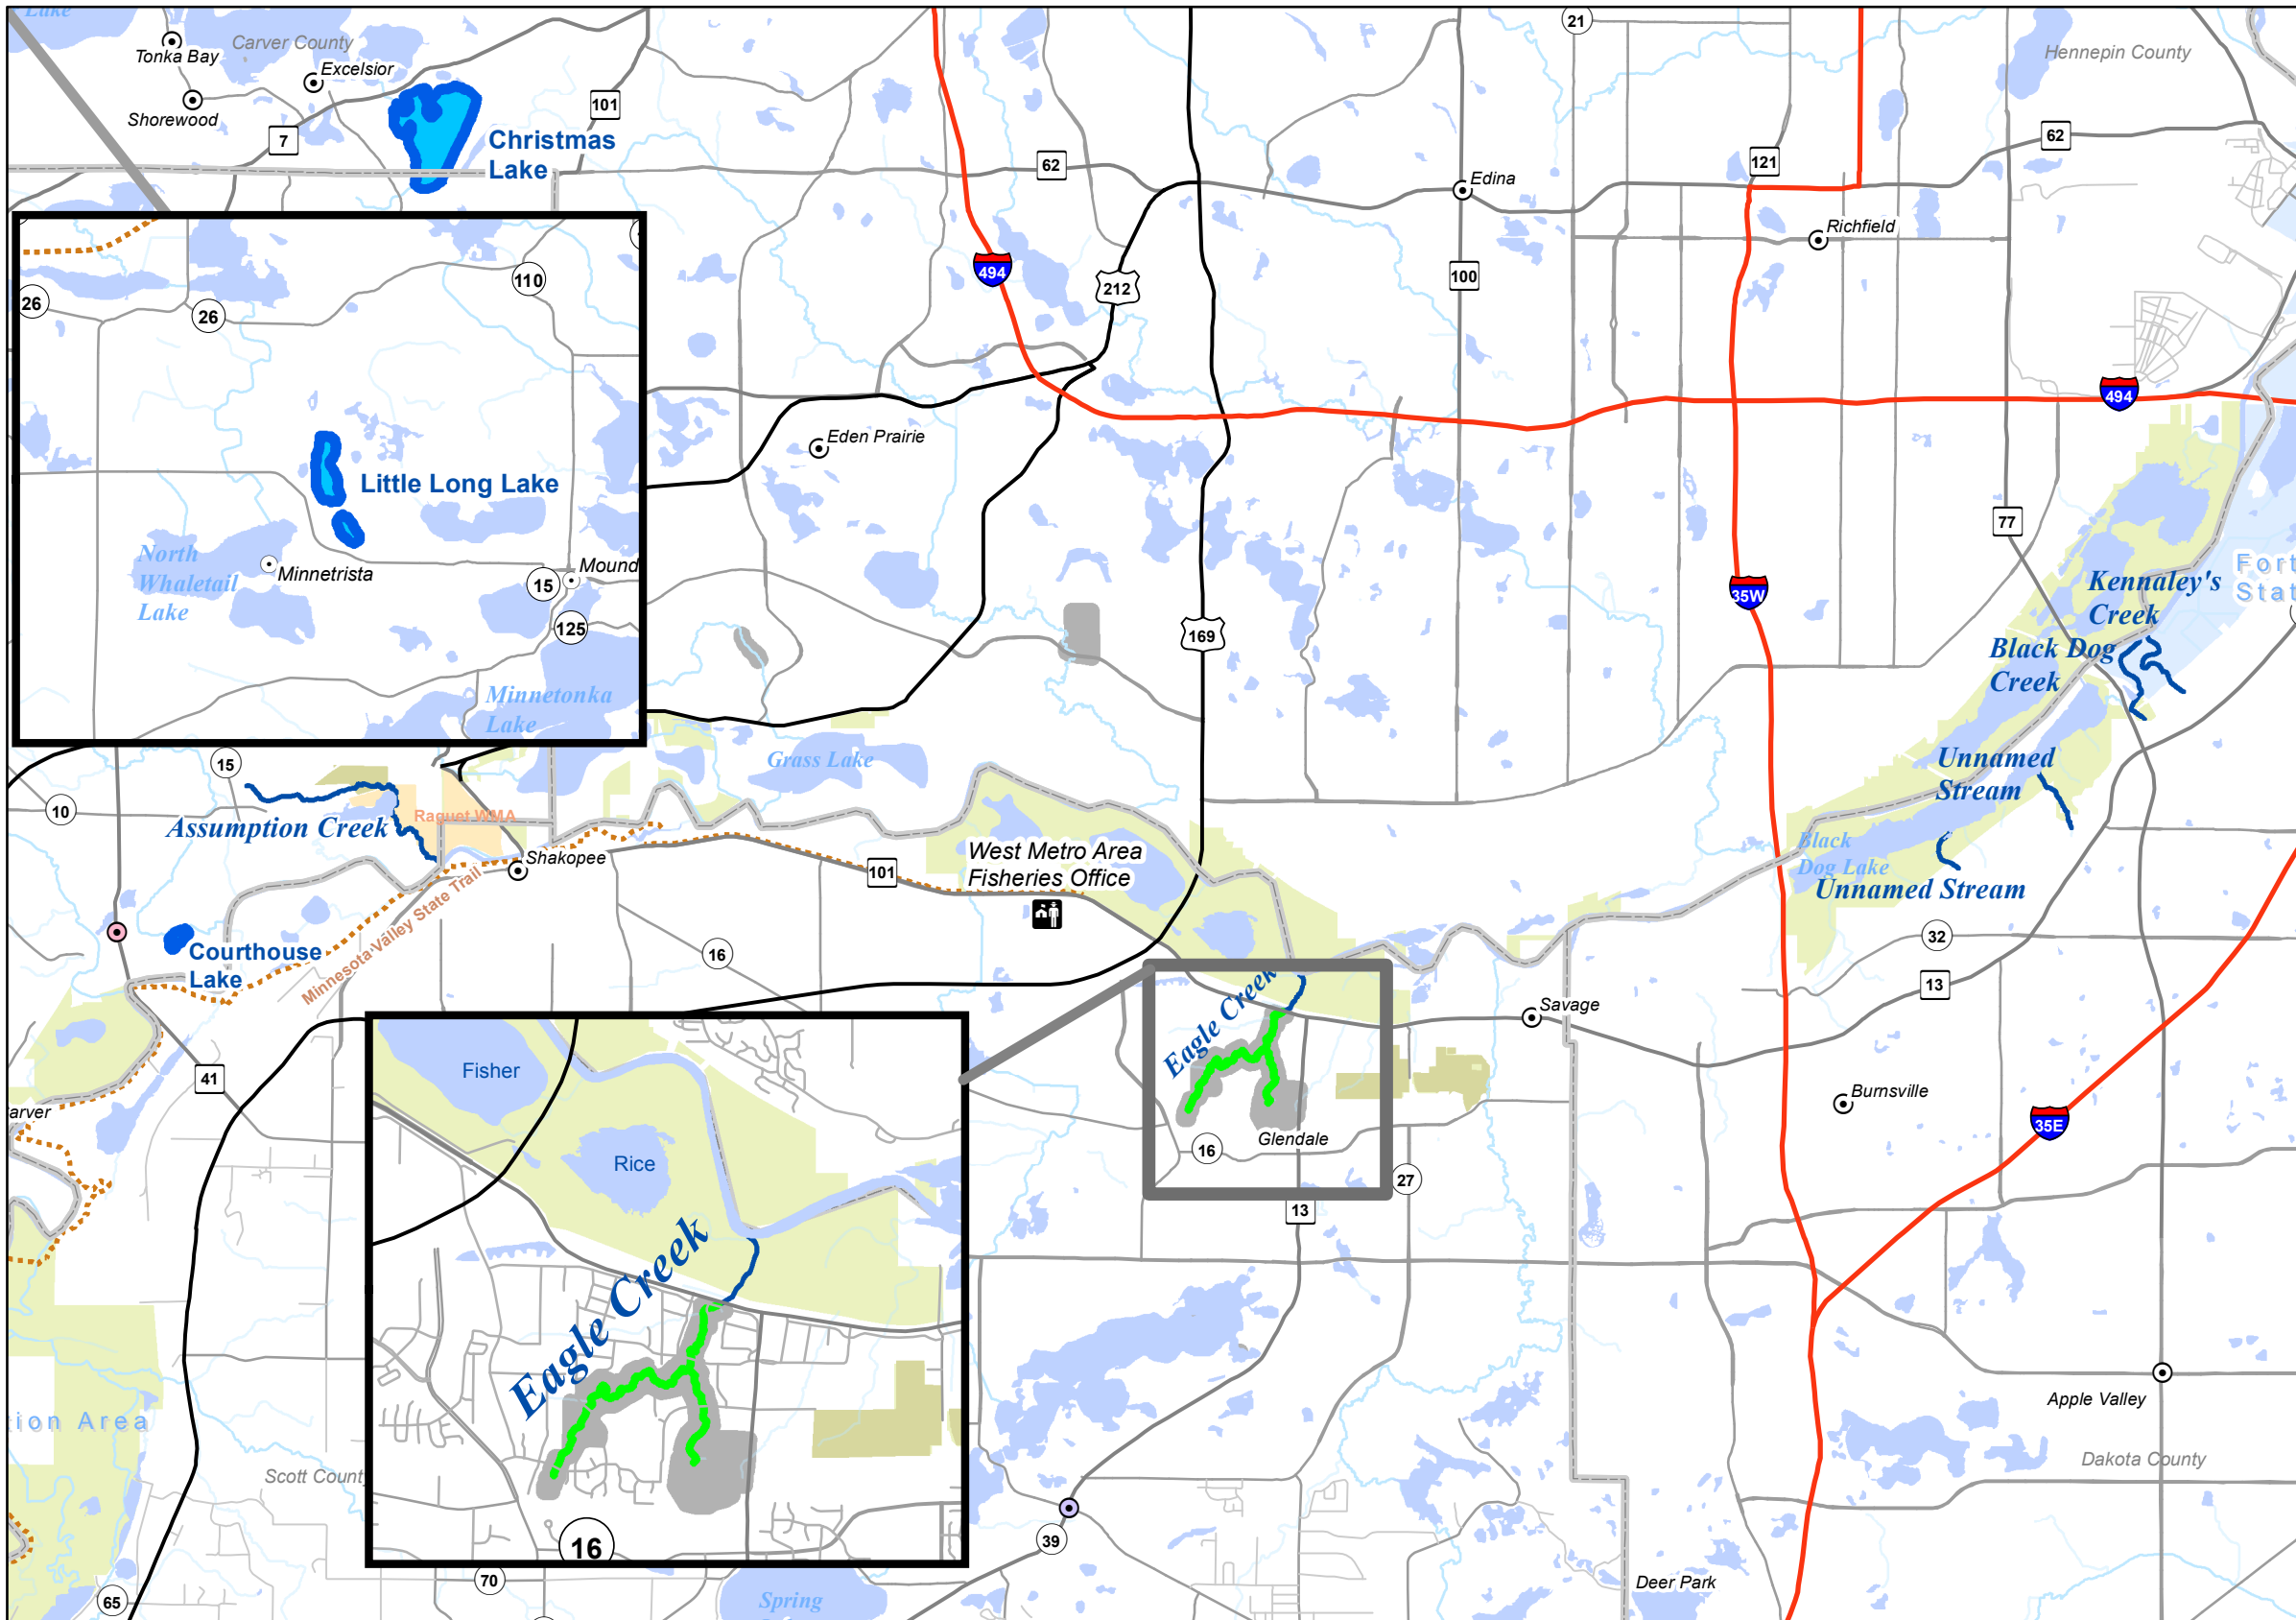 Lake
Tonka Bay
Carver County
Excelsior
Shorewood
7
101
Christmas
Lake
62
Edina
21
121
Richfield
62
Hennepin County
494
212
100
494
26
26
110
Little Long Lake
North
Whaletail
Lake
Minnetrista
15
Mound
125
Minnetonka
Lake
Eden Prairie
169
35W
77
Fort
Stat
Kennaley's
Creek
Black Dog
Creek
Unnamed
Stream
Black
Dog Lake
Unnamed Stream
15
10
Assumption Creek
Raguet WMA
Shakopee
Grass Lake
101
West Metro Area
Fisheries Office
Courthouse
Lake
Minnesota Valley State Trail
16
41
arver
Eagle Creek
Glendale
16
13
27
Savage
32
13
Burnsville
35E
Fisher
Rice
Eagle Creek
16
ion Area
Scott County
70
65
39
Spring
Deer Park
Apple Valley
Dakota County